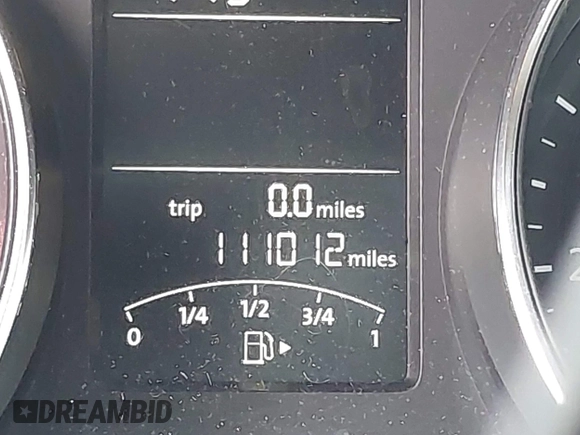 trip 0.0 miles
111012 miles
0 1/4 1/2 3/4 1
DREAMBID